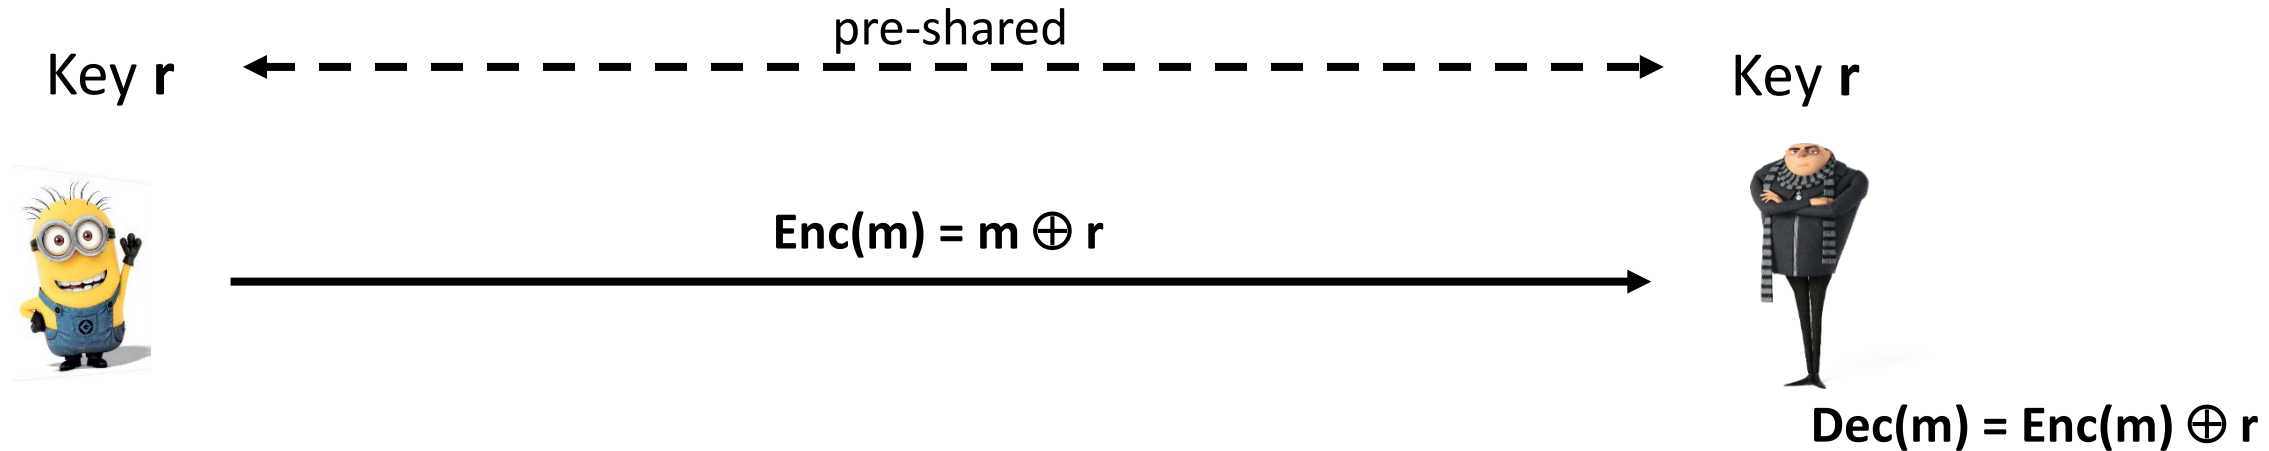 pre-shared
Key r
Key r
Enc(m) = m ⊕ r
Dec(m) = Enc(m) ⊕ r